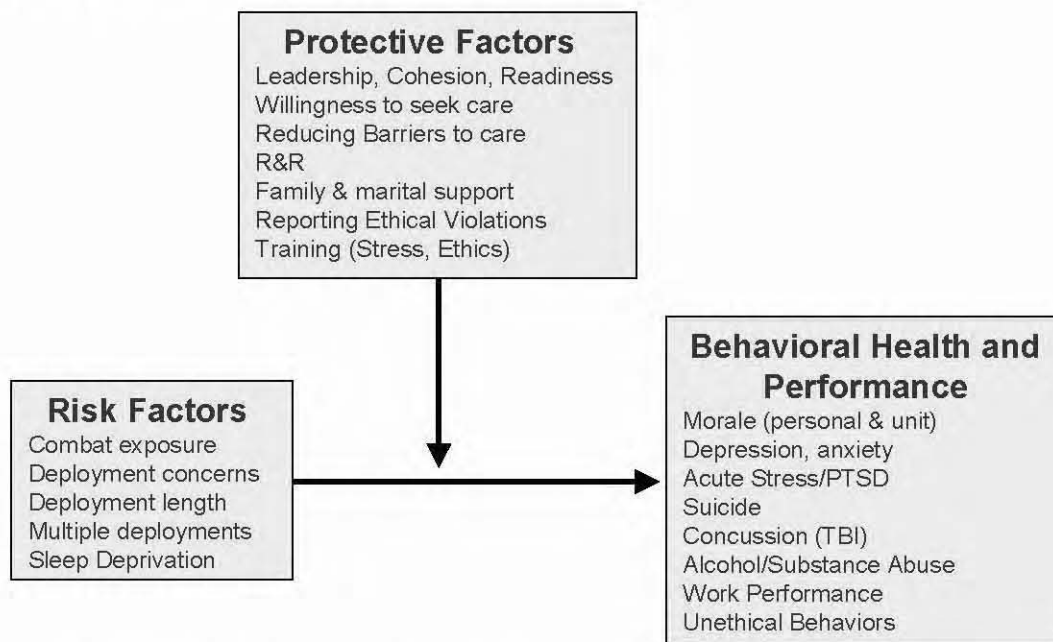 Protective Factors
Leadership, Cohesion, Readiness
Willingness to seek care
Reducing Barriers to care
R&R
Family & marital support
Reporting Ethical Violations
Training (Stress, Ethics)
Risk Factors
Combat exposure
Deployment concerns
Deployment length
Multiple deployments
Sleep Deprivation
Behavioral Health and
Performance
Morale (personal & unit)
Depression, anxiety
Acute Stress/PTSD
Suicide
Concussion (TBI)
Alcohol/Substance Abuse
Work Performance
Unethical Behaviors